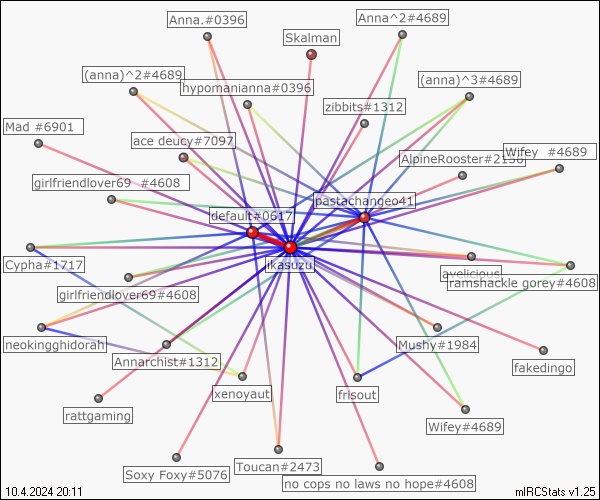 Anna.#0396
Anna^2#4689
Skalman
(anna)^2#4689
(anna)^3#4689
hypomanianna#0396
zibbits#1312
Mad #6901
ace deucy#7097
AlpineRooster#2138
Wifey #4689
girlfriendlover69 #4608
pastachangeo41
default#0617
ikasuzu
Cypha#1717
avelicious
ramshackle gorey#4608
girlfriendlover69#4608
neokingghidorah
Annarchist#1312
Mushy#1984
fakedingo
xenoyaut
frisout
rattgaming
Wifey#4689
Soxy Foxy#5076
Toucan#2473
no cops no laws no hope#4608
10.4.2024 20:11
mIRCStats v1.25